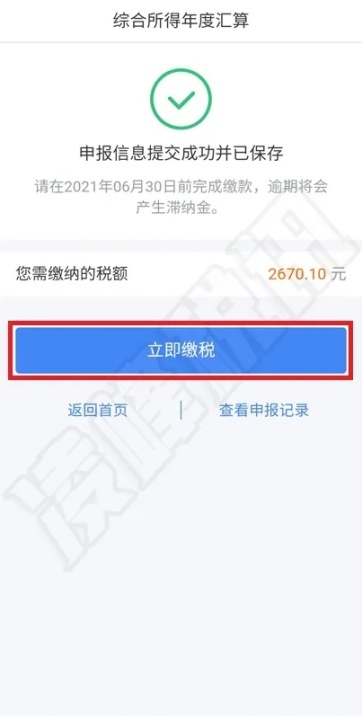 综合所得年度汇算
申报信息提交成功并已保存
请在2021年06月30日前完成缴款，逾期将会
产生滞纳金。
您需缴纳的税额 2670.10 元
立即缴税
返回首页 | 查看申报记录